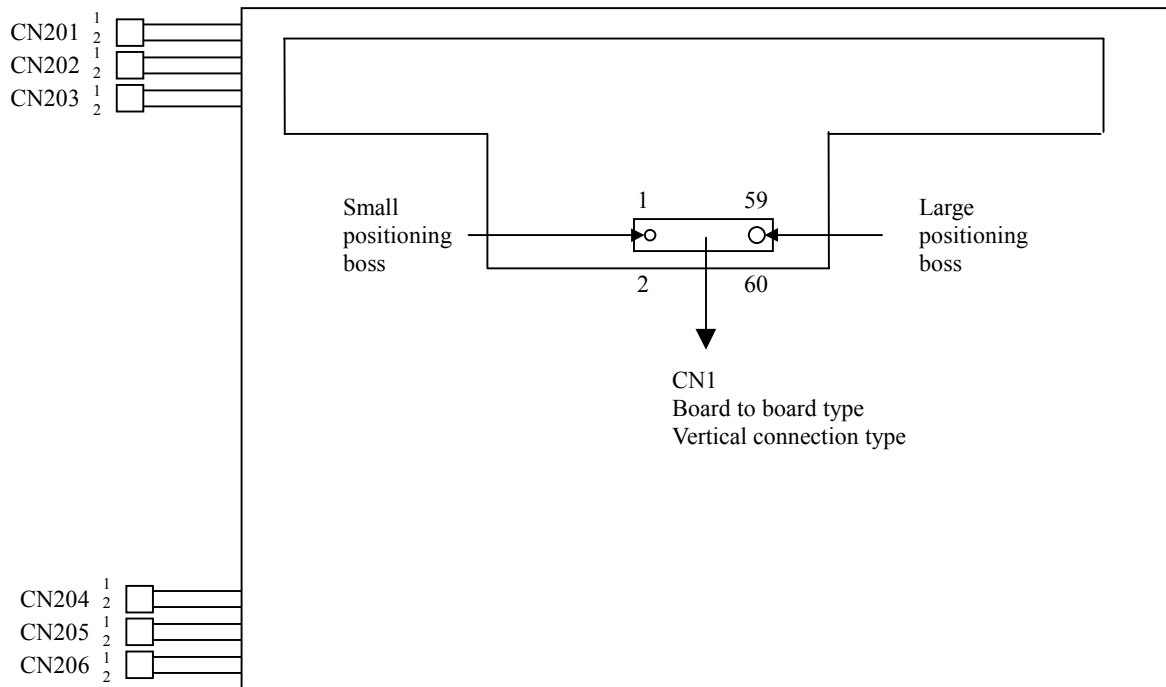 CN201 1
2
CN202 1
2
CN203 1
2
Small
positioning
boss
1 59
2 60
Large
positioning
boss
CN1
Board to board type
Vertical connection type
CN204 1
2
CN205 1
2
CN206 1
2